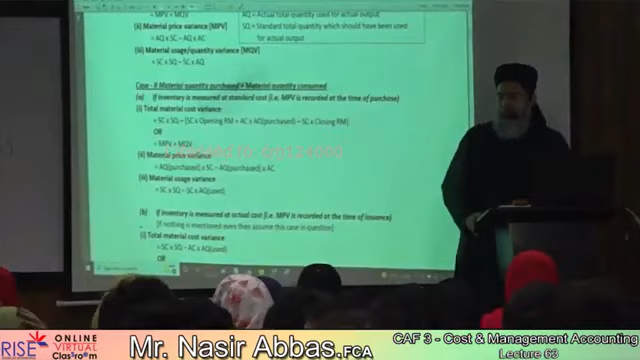 = MPV + MQV
(ii) Material price variance [MPV]
= AQ x SC – AQ x AC
(iii) Material usage/quantity variance [MQV]
= SC x SQ – SC x AQ
AQ = Actual total quantity used for actual output
SQ = Standard total quantity which should have been used
for actual output
Case - if Material quantity purchased ≠ Material quantity consumed
(a) If inventory is measured at standard cost (i.e. MPV is recorded at the time of purchase)
(i) Total material cost variance:
= SC x SQ – [SC x Opening RM + AC x AQ(purchased) – SC x Closing RM]
OR
= MPV + MQV
(ii) Material price variance
= AQ(purchased) x SC – AQ(purchased) x AC
(iii) Material usage variance
= SC x SQ – SC x AQ(used)
(b) If inventory is measured at actual cost (i.e. MPV is recorded at the time of issuance)
[If nothing is mentioned even then assume this case in question]
(i) Total material cost variance
= SC x SQ – AC x AQ(used)
OR
RISE
ONLINE
VIRTUAL
Classroom
Mr. Nasir Abbas.FCA
CAF 3 - Cost & Management Accounting
Lecture 63